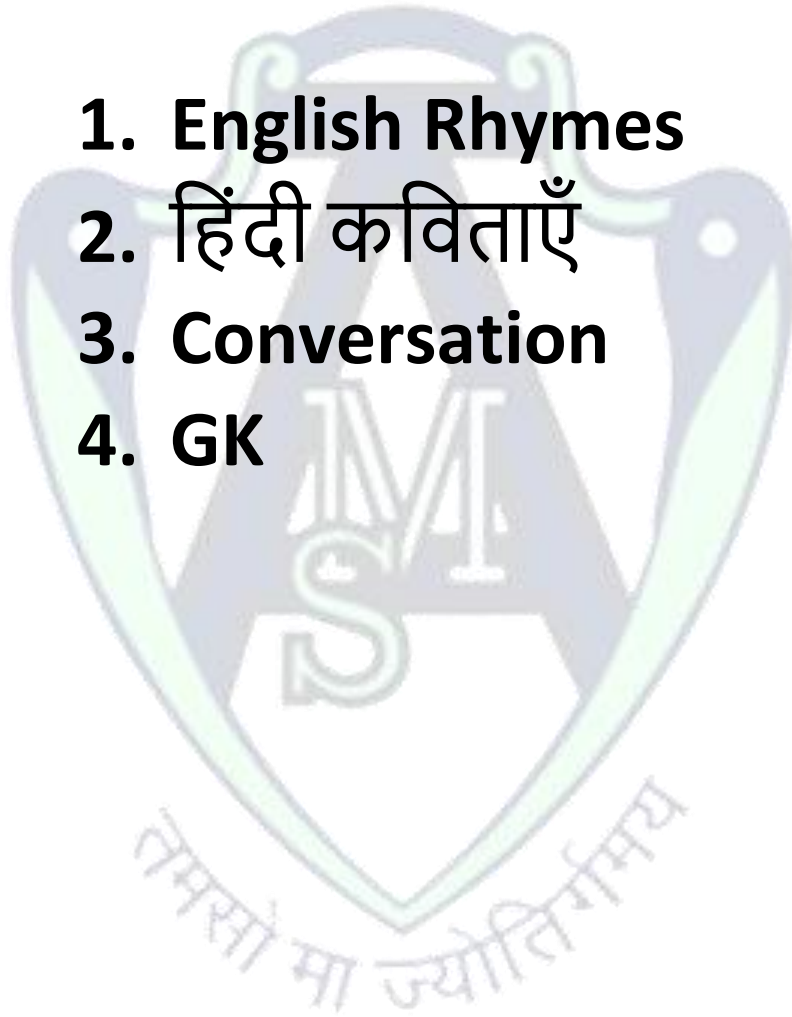 1. English Rhymes
2. हिंदी कविताएँ
3. Conversation
4. GK
A
M
S
तमसो मा ज्योतिर्गमय